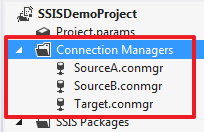 SSISDemoProject
Project.params
Connection Managers
SourceA.conmgr
SourceB.conmgr
Target.conmgr
SSIS Packages